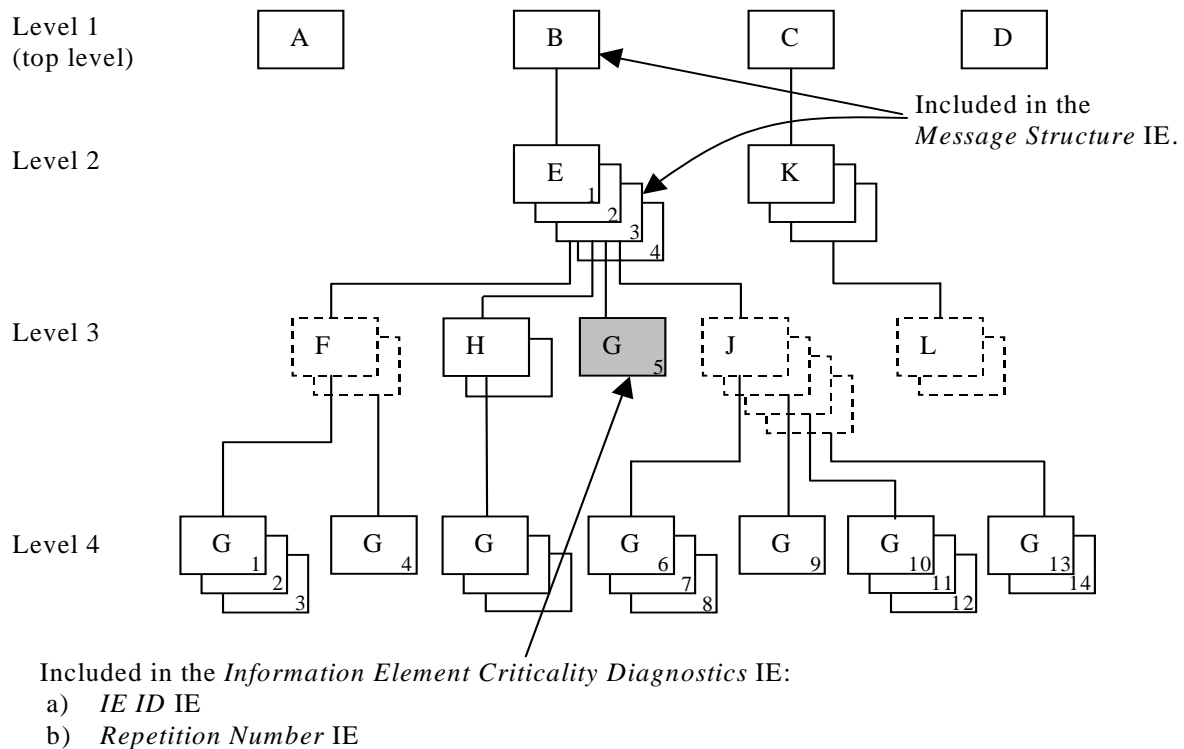 Level 1
(top level)
A
B
C
D
Included in the
Message Structure IE.
Level 2
E
1
2
3
4
K
Level 3
F
H
G
5
J
L
Level 4
G
1
2
3
G
4
G
G
6
7
8
G
9
G
10
11
12
G
13
14
Included in the Information Element Criticality Diagnostics IE:
a) IE ID IE
b) Repetition Number IE